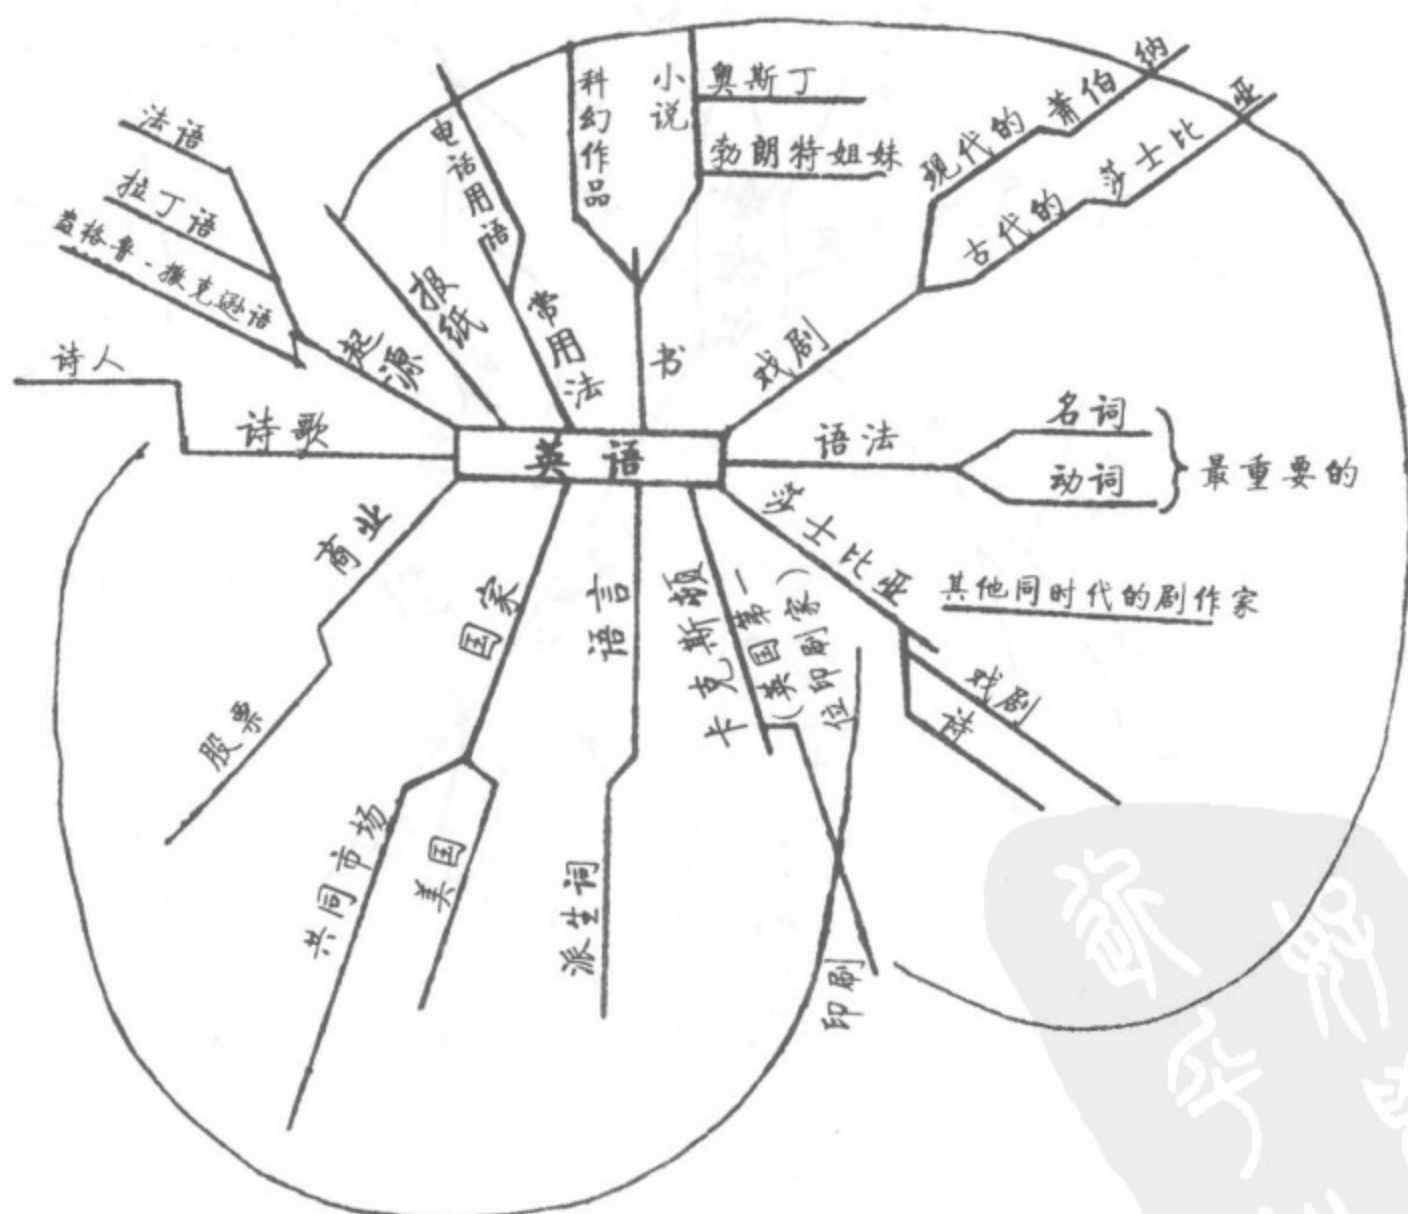 英语
书
科幻作品
小说
奥斯丁
勃朗特姐妹
戏剧
现代的 萧伯纳
古代的 莎士比亚
语法
名词
动词
最重要的
莎士比亚
其他同时代的剧作家
戏剧
诗
卡克斯顿
(英国第一
位印刷家)
印刷
语言
派生词
国家
美国
共同市场
商业
股票
诗歌
诗人
起源
法语
拉丁语
盎格鲁-撒克逊语
报纸
常用法
电话用语